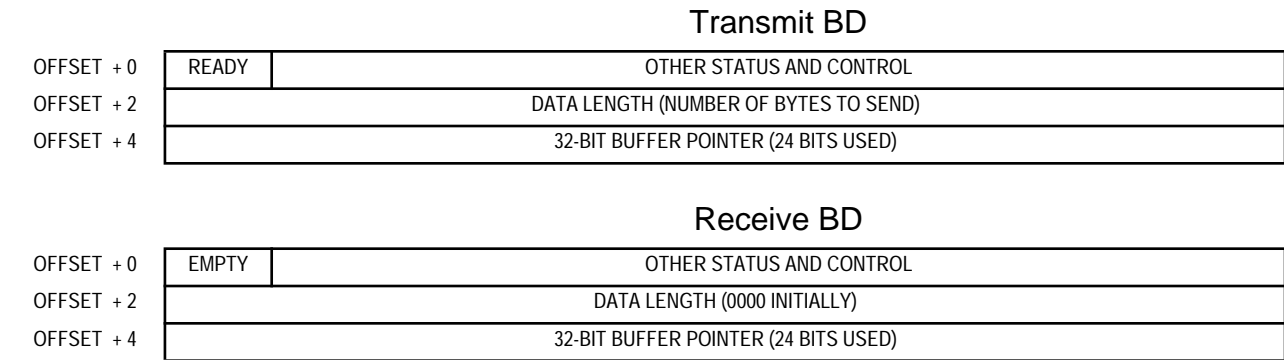 Transmit BD
OFFSET + 0 READY OTHER STATUS AND CONTROL
OFFSET + 2 DATA LENGTH (NUMBER OF BYTES TO SEND)
OFFSET + 4 32-BIT BUFFER POINTER (24 BITS USED)
Receive BD
OFFSET + 0 EMPTY OTHER STATUS AND CONTROL
OFFSET + 2 DATA LENGTH (0000 INITIALLY)
OFFSET + 4 32-BIT BUFFER POINTER (24 BITS USED)